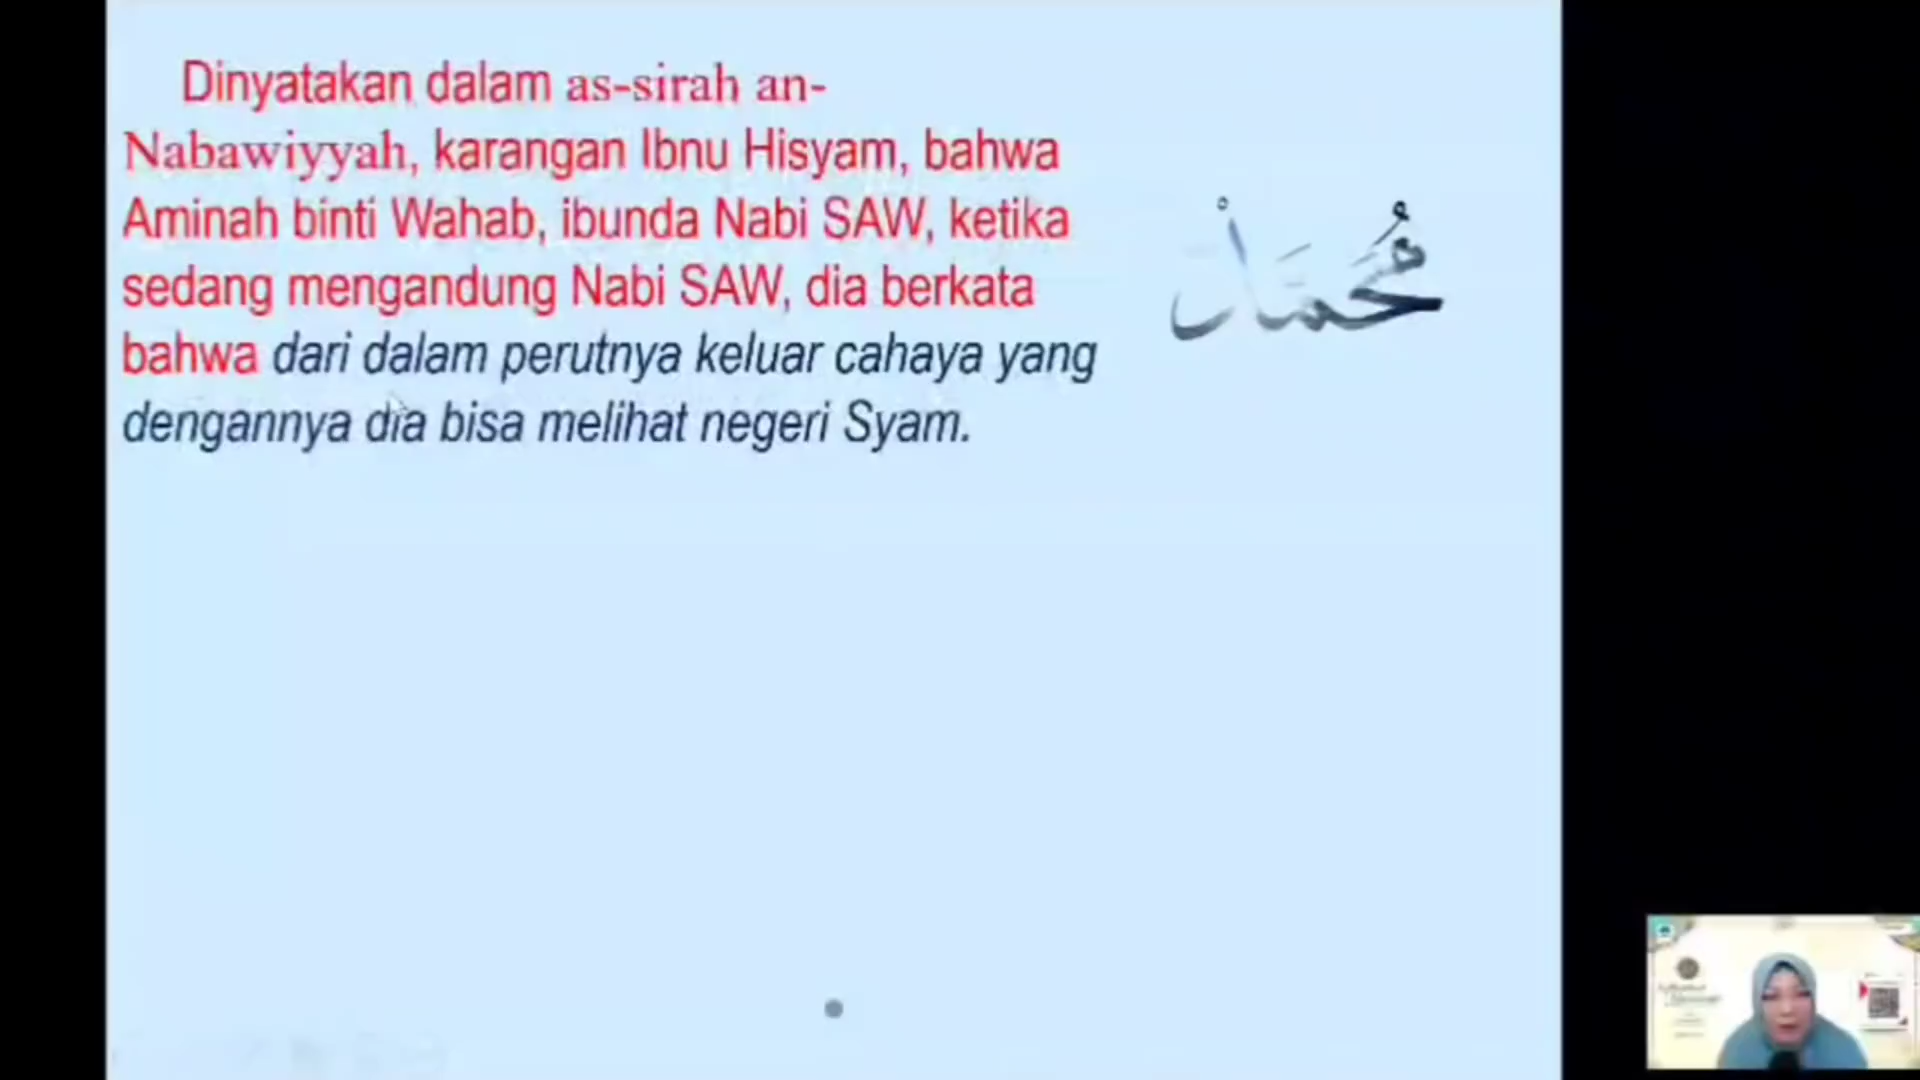 Dinyatakan dalam as-sirah an-
Nabawiyyah, karangan Ibnu Hisyam, bahwa
Aminah binti Wahab, ibunda Nabi SAW, ketika
sedang mengandung Nabi SAW, dia berkata
bahwa dari dalam perutnya keluar cahaya yang
dengannya dia bisa melihat negeri Syam.
مُحَمَّدْ